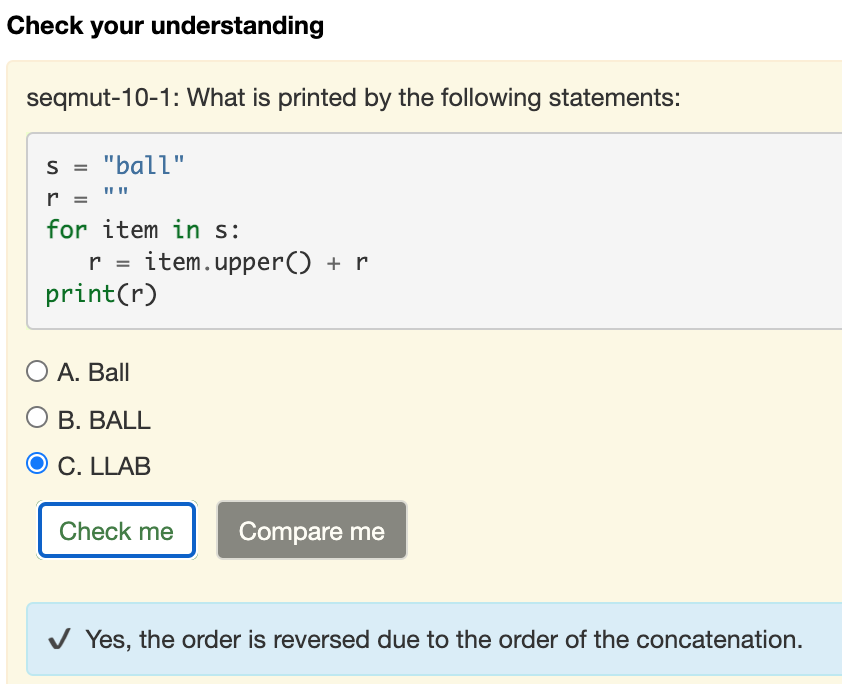 Check your understanding
seqmut-10-1: What is printed by the following statements:
s = "ball"
r = ""
for item in s:
   r = item.upper() + r
print(r)
A. Ball
B. BALL
C. LLAB
Check me
Compare me
✔ Yes, the order is reversed due to the order of the concatenation.